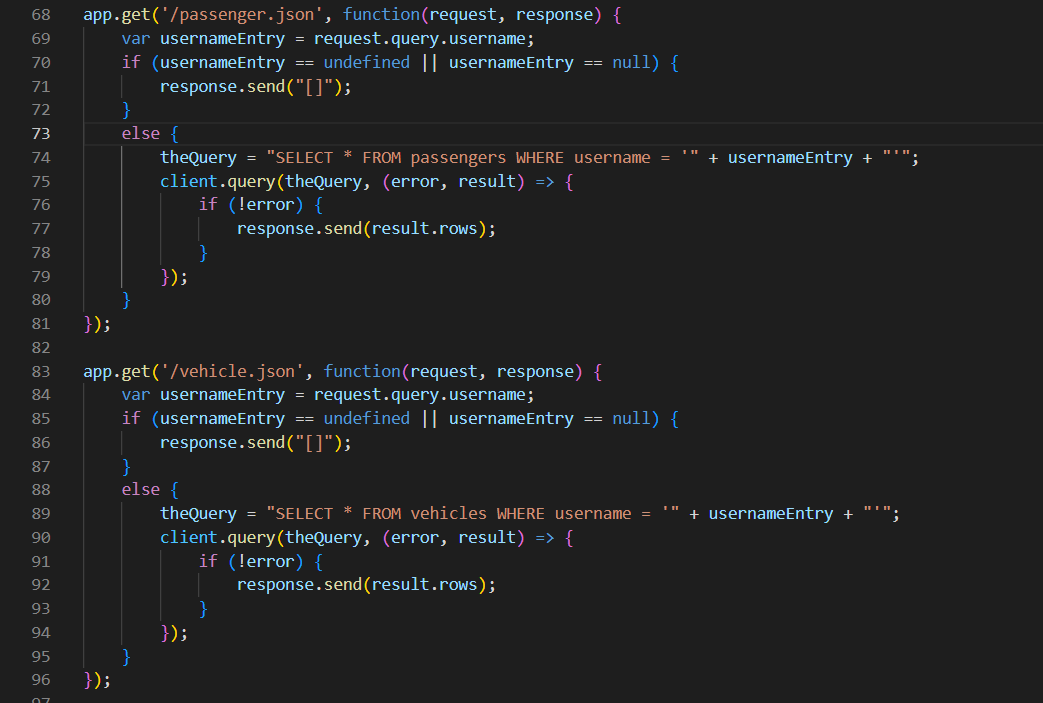 68 app.get('/passenger.json', function(request, response) {
69 var usernameEntry = request.query.username;
70 if (usernameEntry == undefined || usernameEntry == null) {
71 response.send("[]");
72 }
73 else {
74 theQuery = "SELECT * FROM passengers WHERE username = '" + usernameEntry + "'";
75 client.query(theQuery, (error, result) => {
76 if (!error) {
77 response.send(result.rows);
78 }
79 });
80 }
81 });
82
83 app.get('/vehicle.json', function(request, response) {
84 var usernameEntry = request.query.username;
85 if (usernameEntry == undefined || usernameEntry == null) {
86 response.send("[]");
87 }
88 else {
89 theQuery = "SELECT * FROM vehicles WHERE username = '" + usernameEntry + "'";
90 client.query(theQuery, (error, result) => {
91 if (!error) {
92 response.send(result.rows);
93 }
94 });
95 }
96 });
97